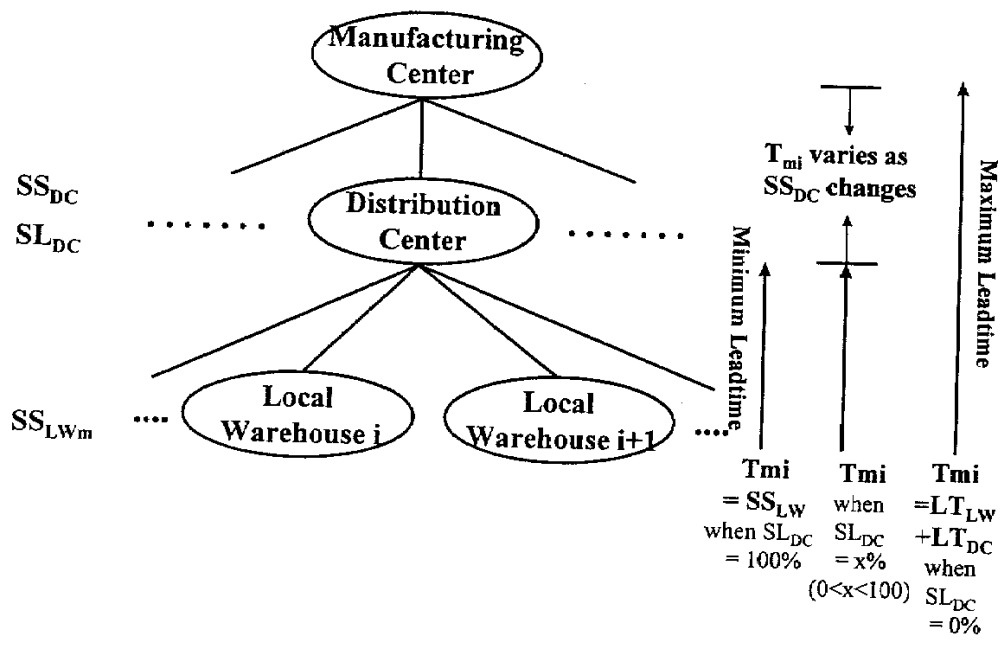 Manufacturing
Center
SS_DC
SL_DC
Distribution
Center
SS_LWm
....
Local
Warehouse i
Local
Warehouse i+1
....
T_mi varies as
SS_DC changes
Minimum Leadtime
Maximum Leadtime
Tmi
= SS_LW
when SL_DC
= 100%
Tmi
when
SL_DC
= x%
(0<x<100)
Tmi
=LT_LW
+LT_DC
when
SL_DC
= 0%